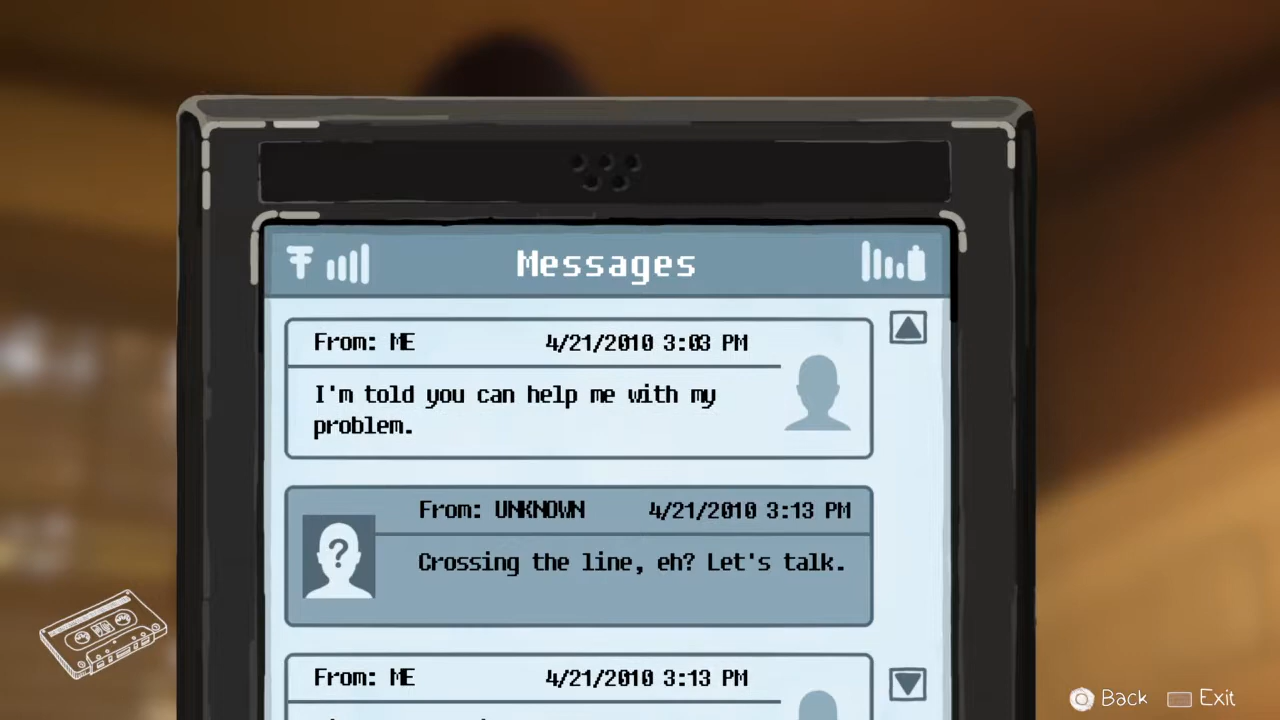 Messages
From: ME 4/21/2010 3:03 PM
I'm told you can help me with my
problem.
From: UNKNOWN 4/21/2010 3:13 PM
?
Crossing the line, eh? Let's talk.
From: ME 4/21/2010 3:13 PM
Back Exit